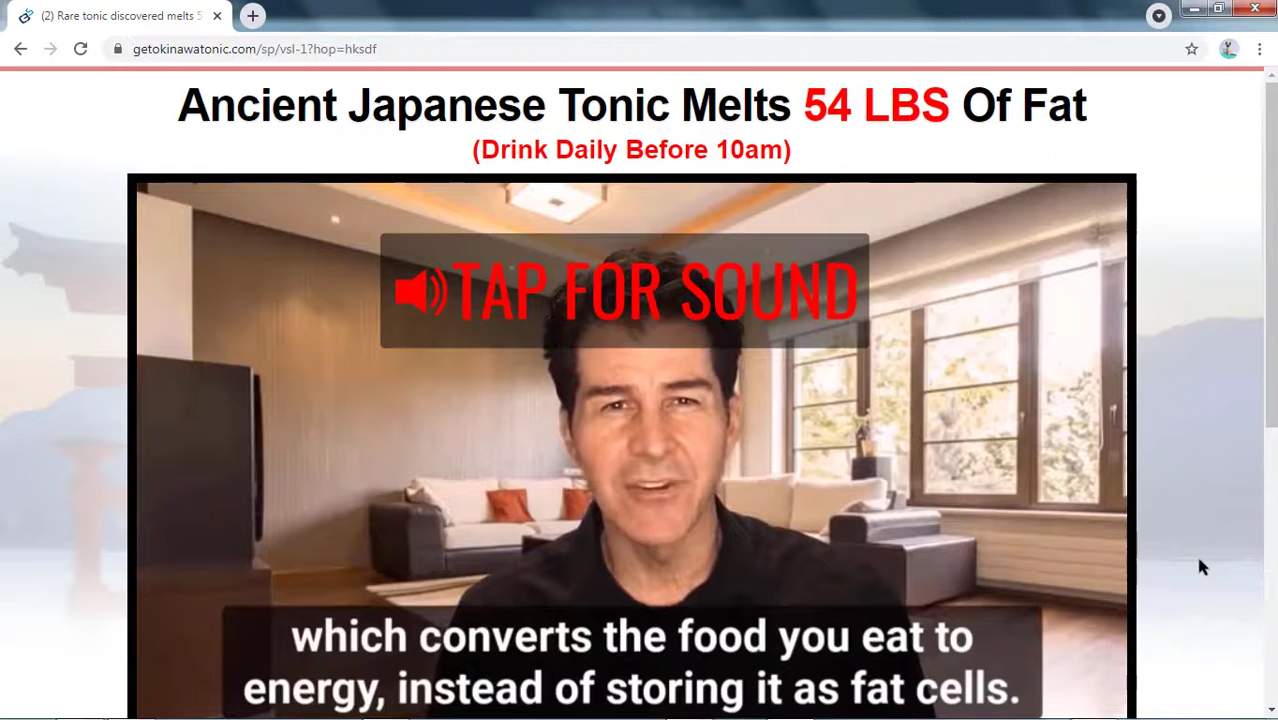 (2) Rare tonic discovered melts 5
getokinawatonic.com/sp/vsl-1?hop=hksdf
Ancient Japanese Tonic Melts 54 LBS Of Fat
(Drink Daily Before 10am)
TAP FOR SOUND
which converts the food you eat to
energy, instead of storing it as fat cells.